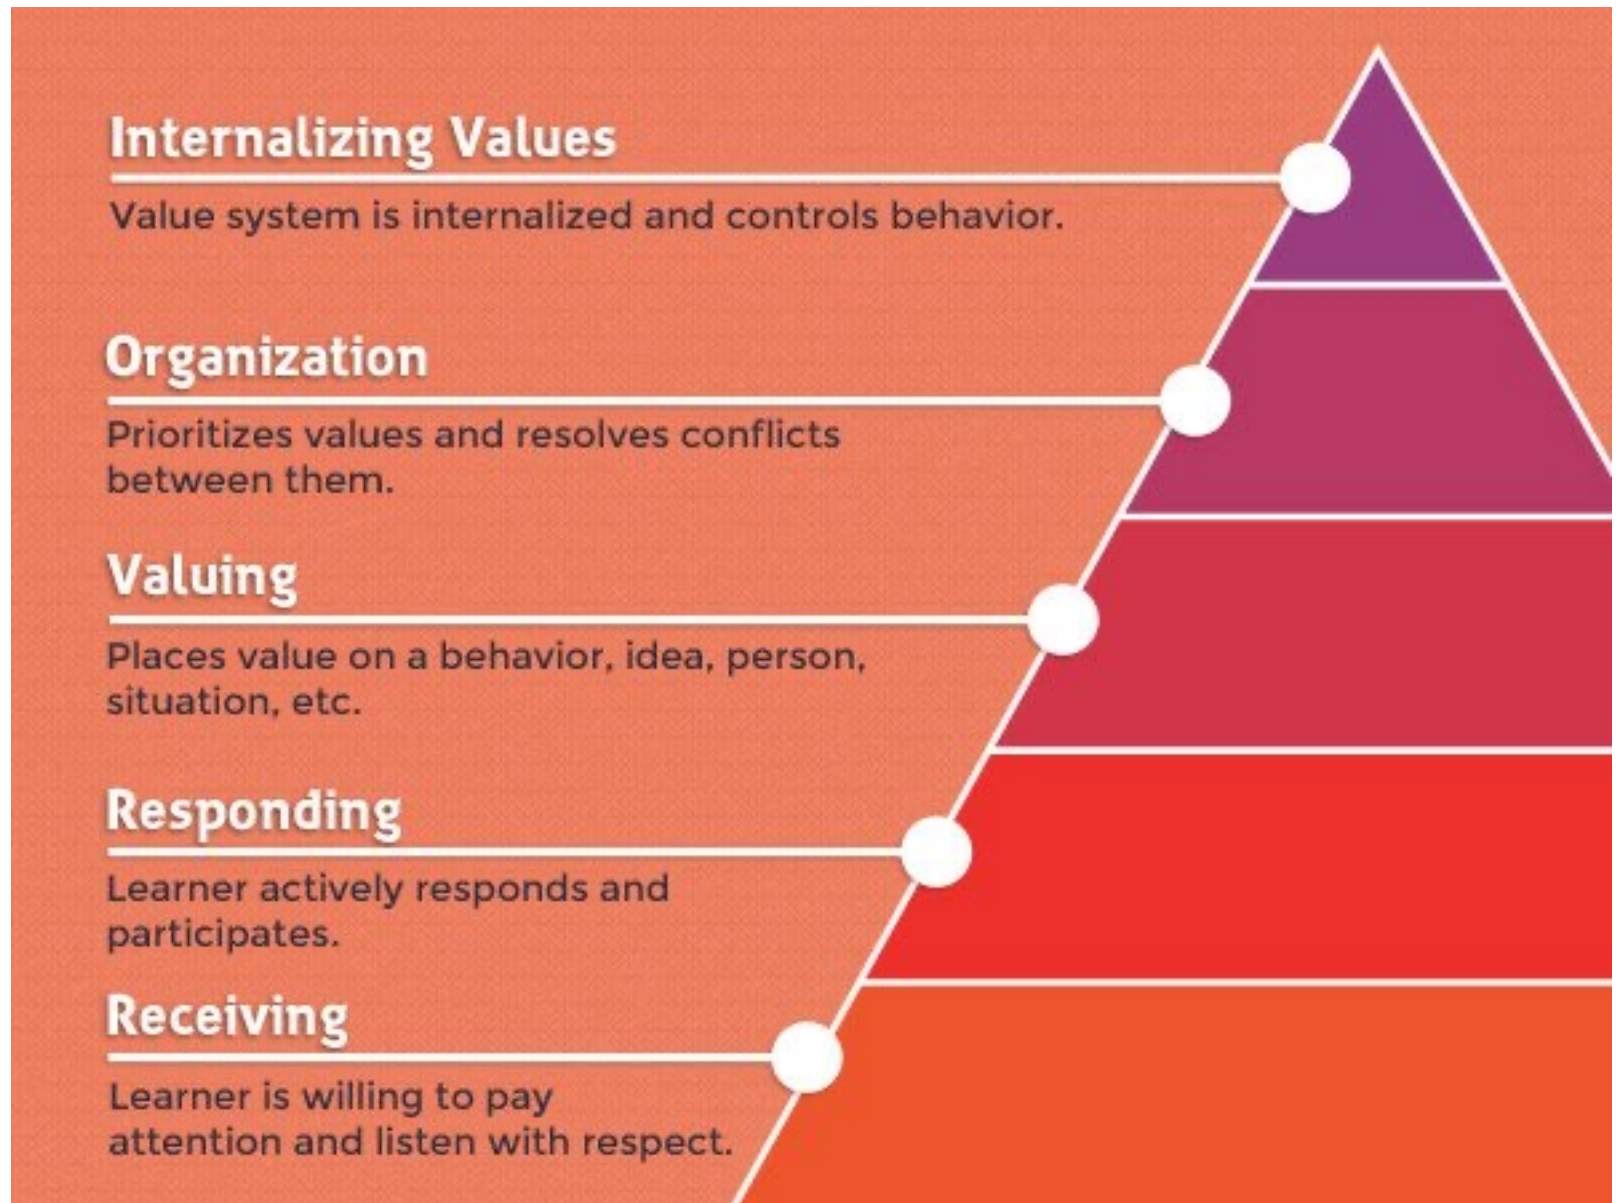 Internalizing Values
Value system is internalized and controls behavior.
Organization
Prioritizes values and resolves conflicts
between them.
Valuing
Places value on a behavior, idea, person,
situation, etc.
Responding
Learner actively responds and
participates.
Receiving
Learner is willing to pay
attention and listen with respect.